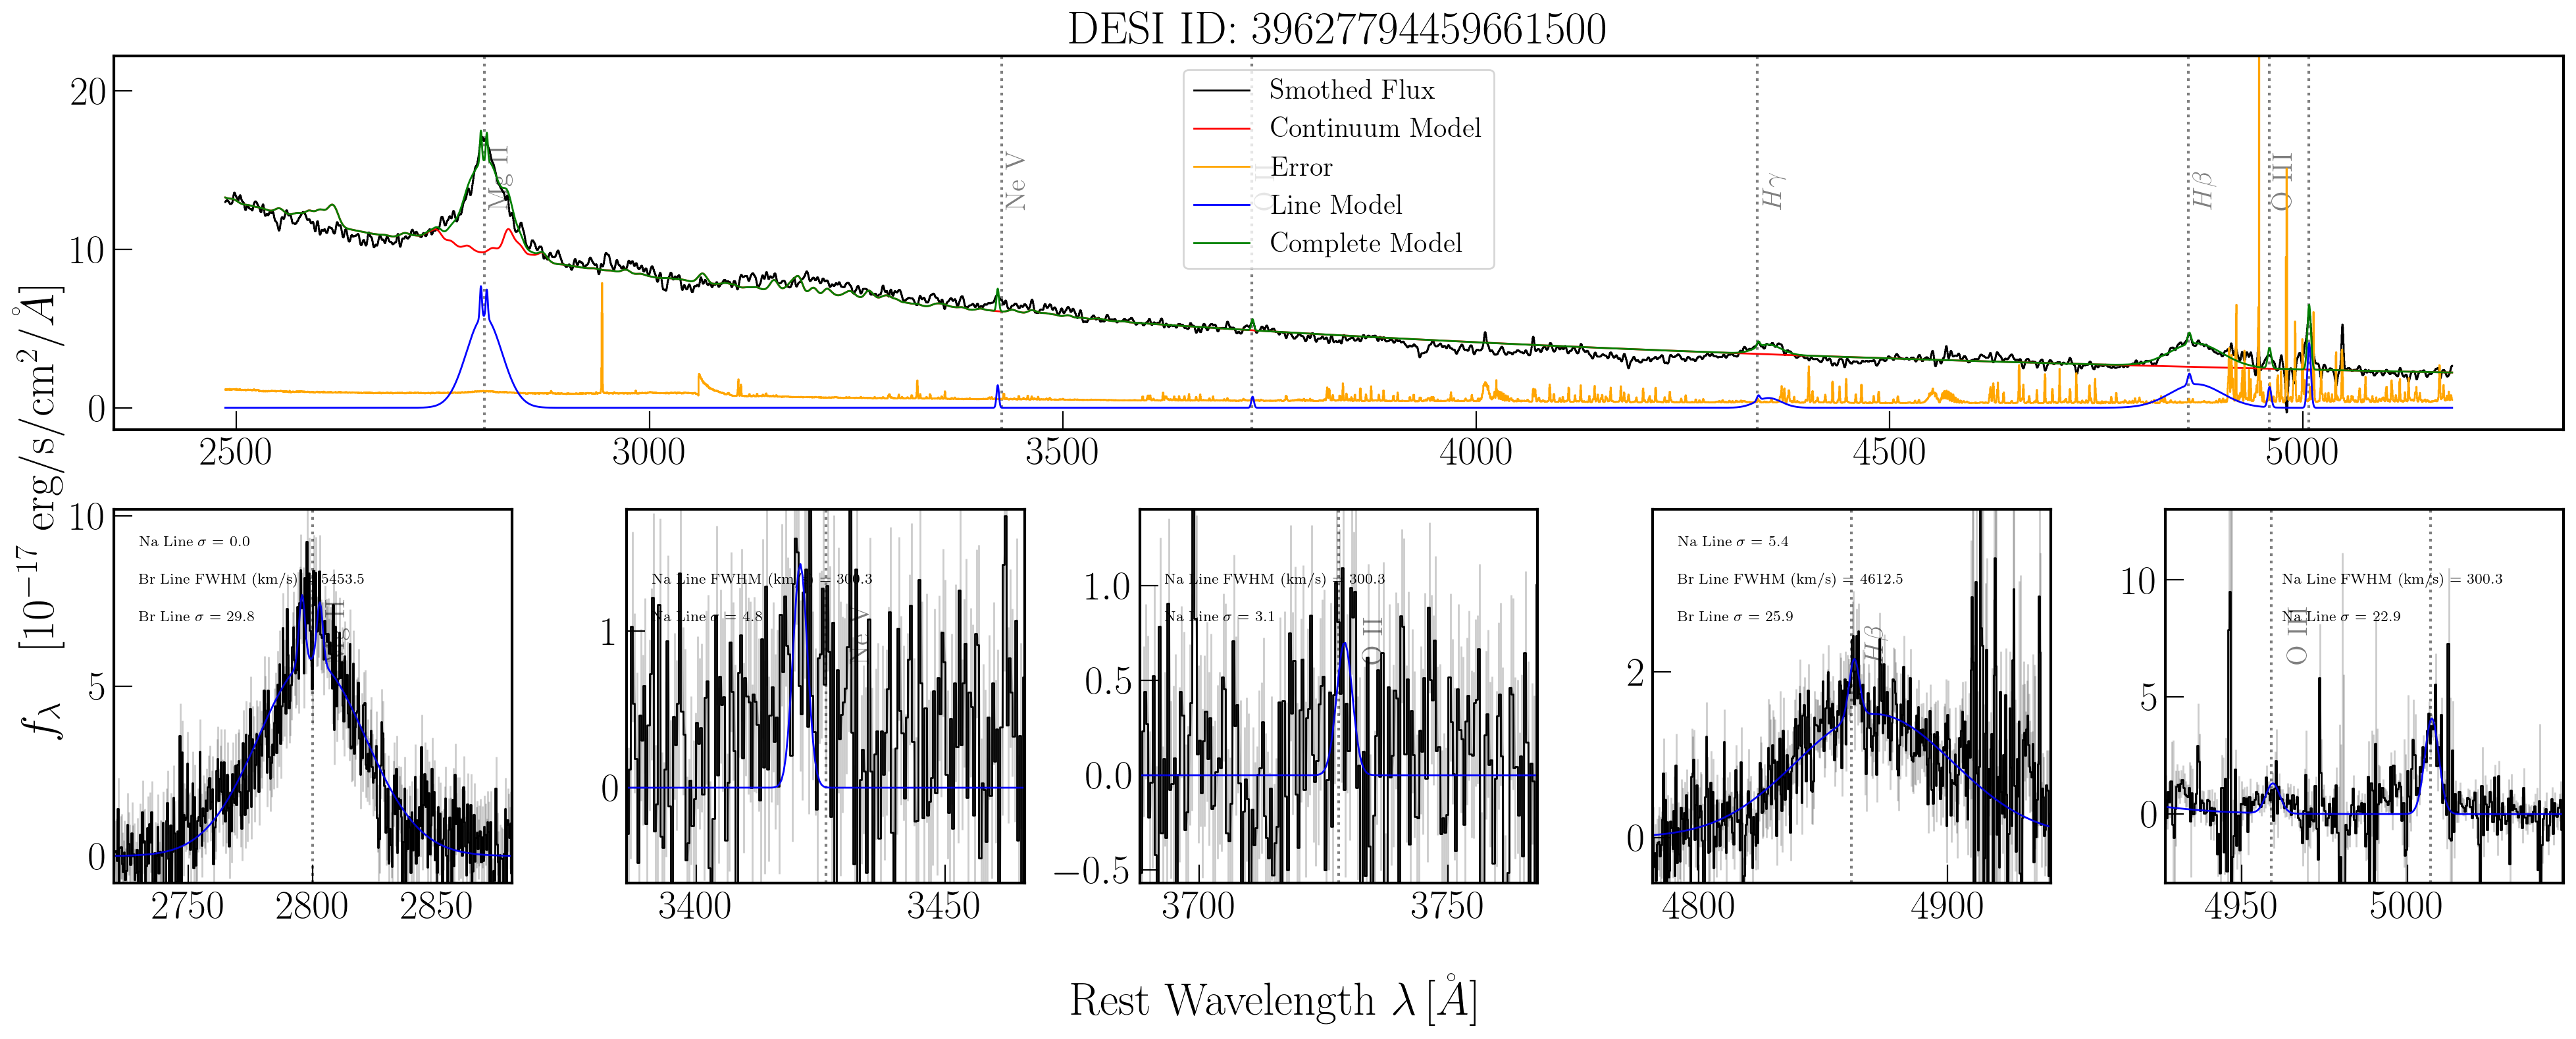 DESI ID: 39627794459661500
f_λ [10^{-17} erg/s/cm^2/Å]
20
10
0
Mg II
Ne V
O II
Hγ
Hβ
O III
Smothed Flux
Continuum Model
Error
Line Model
Complete Model
2500 3000 3500 4000 4500 5000
10
5
0
Na Line σ = 0.0
Br Line FWHM (km/s) = 5453.5
Br Line σ = 29.8
Mg II
2750 2800 2850
1
0
Na Line FWHM (km/s) = 300.3
Na Line σ = 4.8
Ne V
3400 3450
1.0
0.5
0.0
−0.5
Na Line FWHM (km/s) = 300.3
Na Line σ = 3.1
O II
3700 3750
2
0
Na Line σ = 5.4
Br Line FWHM (km/s) = 4612.5
Br Line σ = 25.9
Hβ
4800 4900
10
5
0
Na Line FWHM (km/s) = 300.3
Na Line σ = 22.9
O III
4950 5000
Rest Wavelength λ [Å]